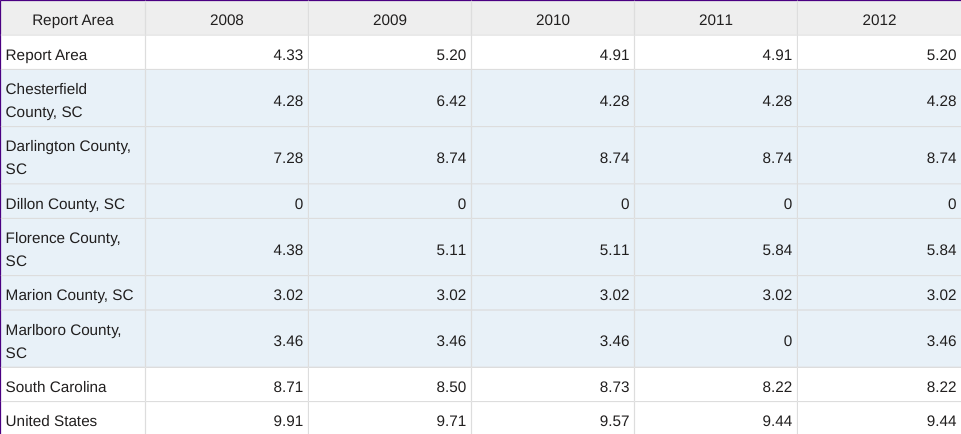 Report Area 2008 2009 2010 2011 2012
Report Area 4.33 5.20 4.91 4.91 5.20
Chesterfield
County, SC 4.28 6.42 4.28 4.28 4.28
Darlington County,
SC 7.28 8.74 8.74 8.74 8.74
Dillon County, SC 0 0 0 0 0
Florence County,
SC 4.38 5.11 5.11 5.84 5.84
Marion County, SC 3.02 3.02 3.02 3.02 3.02
Marlboro County,
SC 3.46 3.46 3.46 0 3.46
South Carolina 8.71 8.50 8.73 8.22 8.22
United States 9.91 9.71 9.57 9.44 9.44